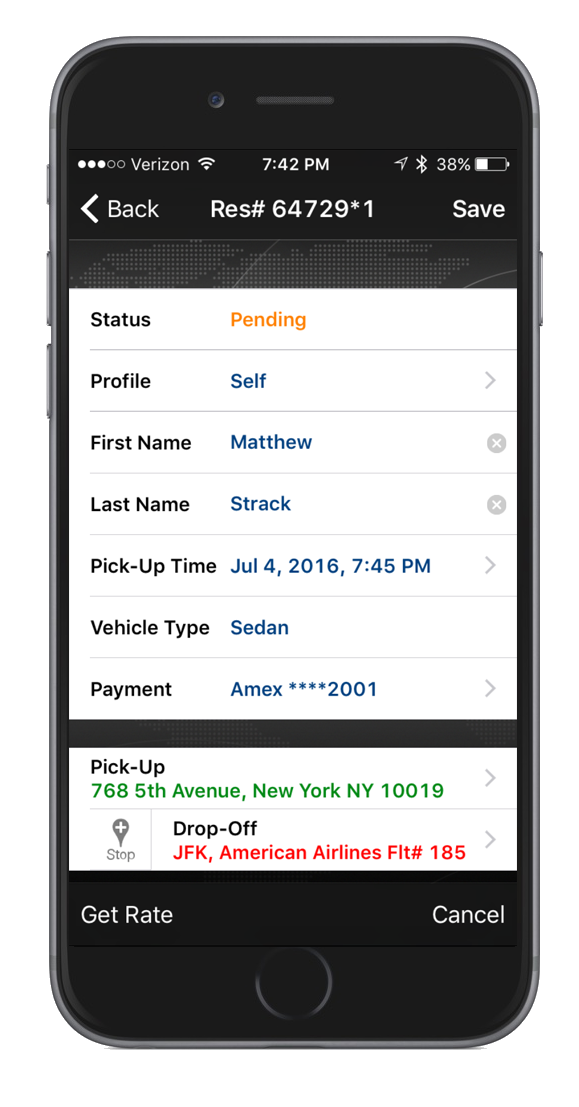 Verizon 7:42 PM 38%
Back Res# 64729*1 Save
Status Pending
Profile Self
First Name Matthew
Last Name Strack
Pick-Up Time Jul 4, 2016, 7:45 PM
Vehicle Type Sedan
Payment Amex ****2001
Pick-Up
768 5th Avenue, New York NY 10019
Drop-Off
Stop JFK, American Airlines Flt# 185
Get Rate Cancel